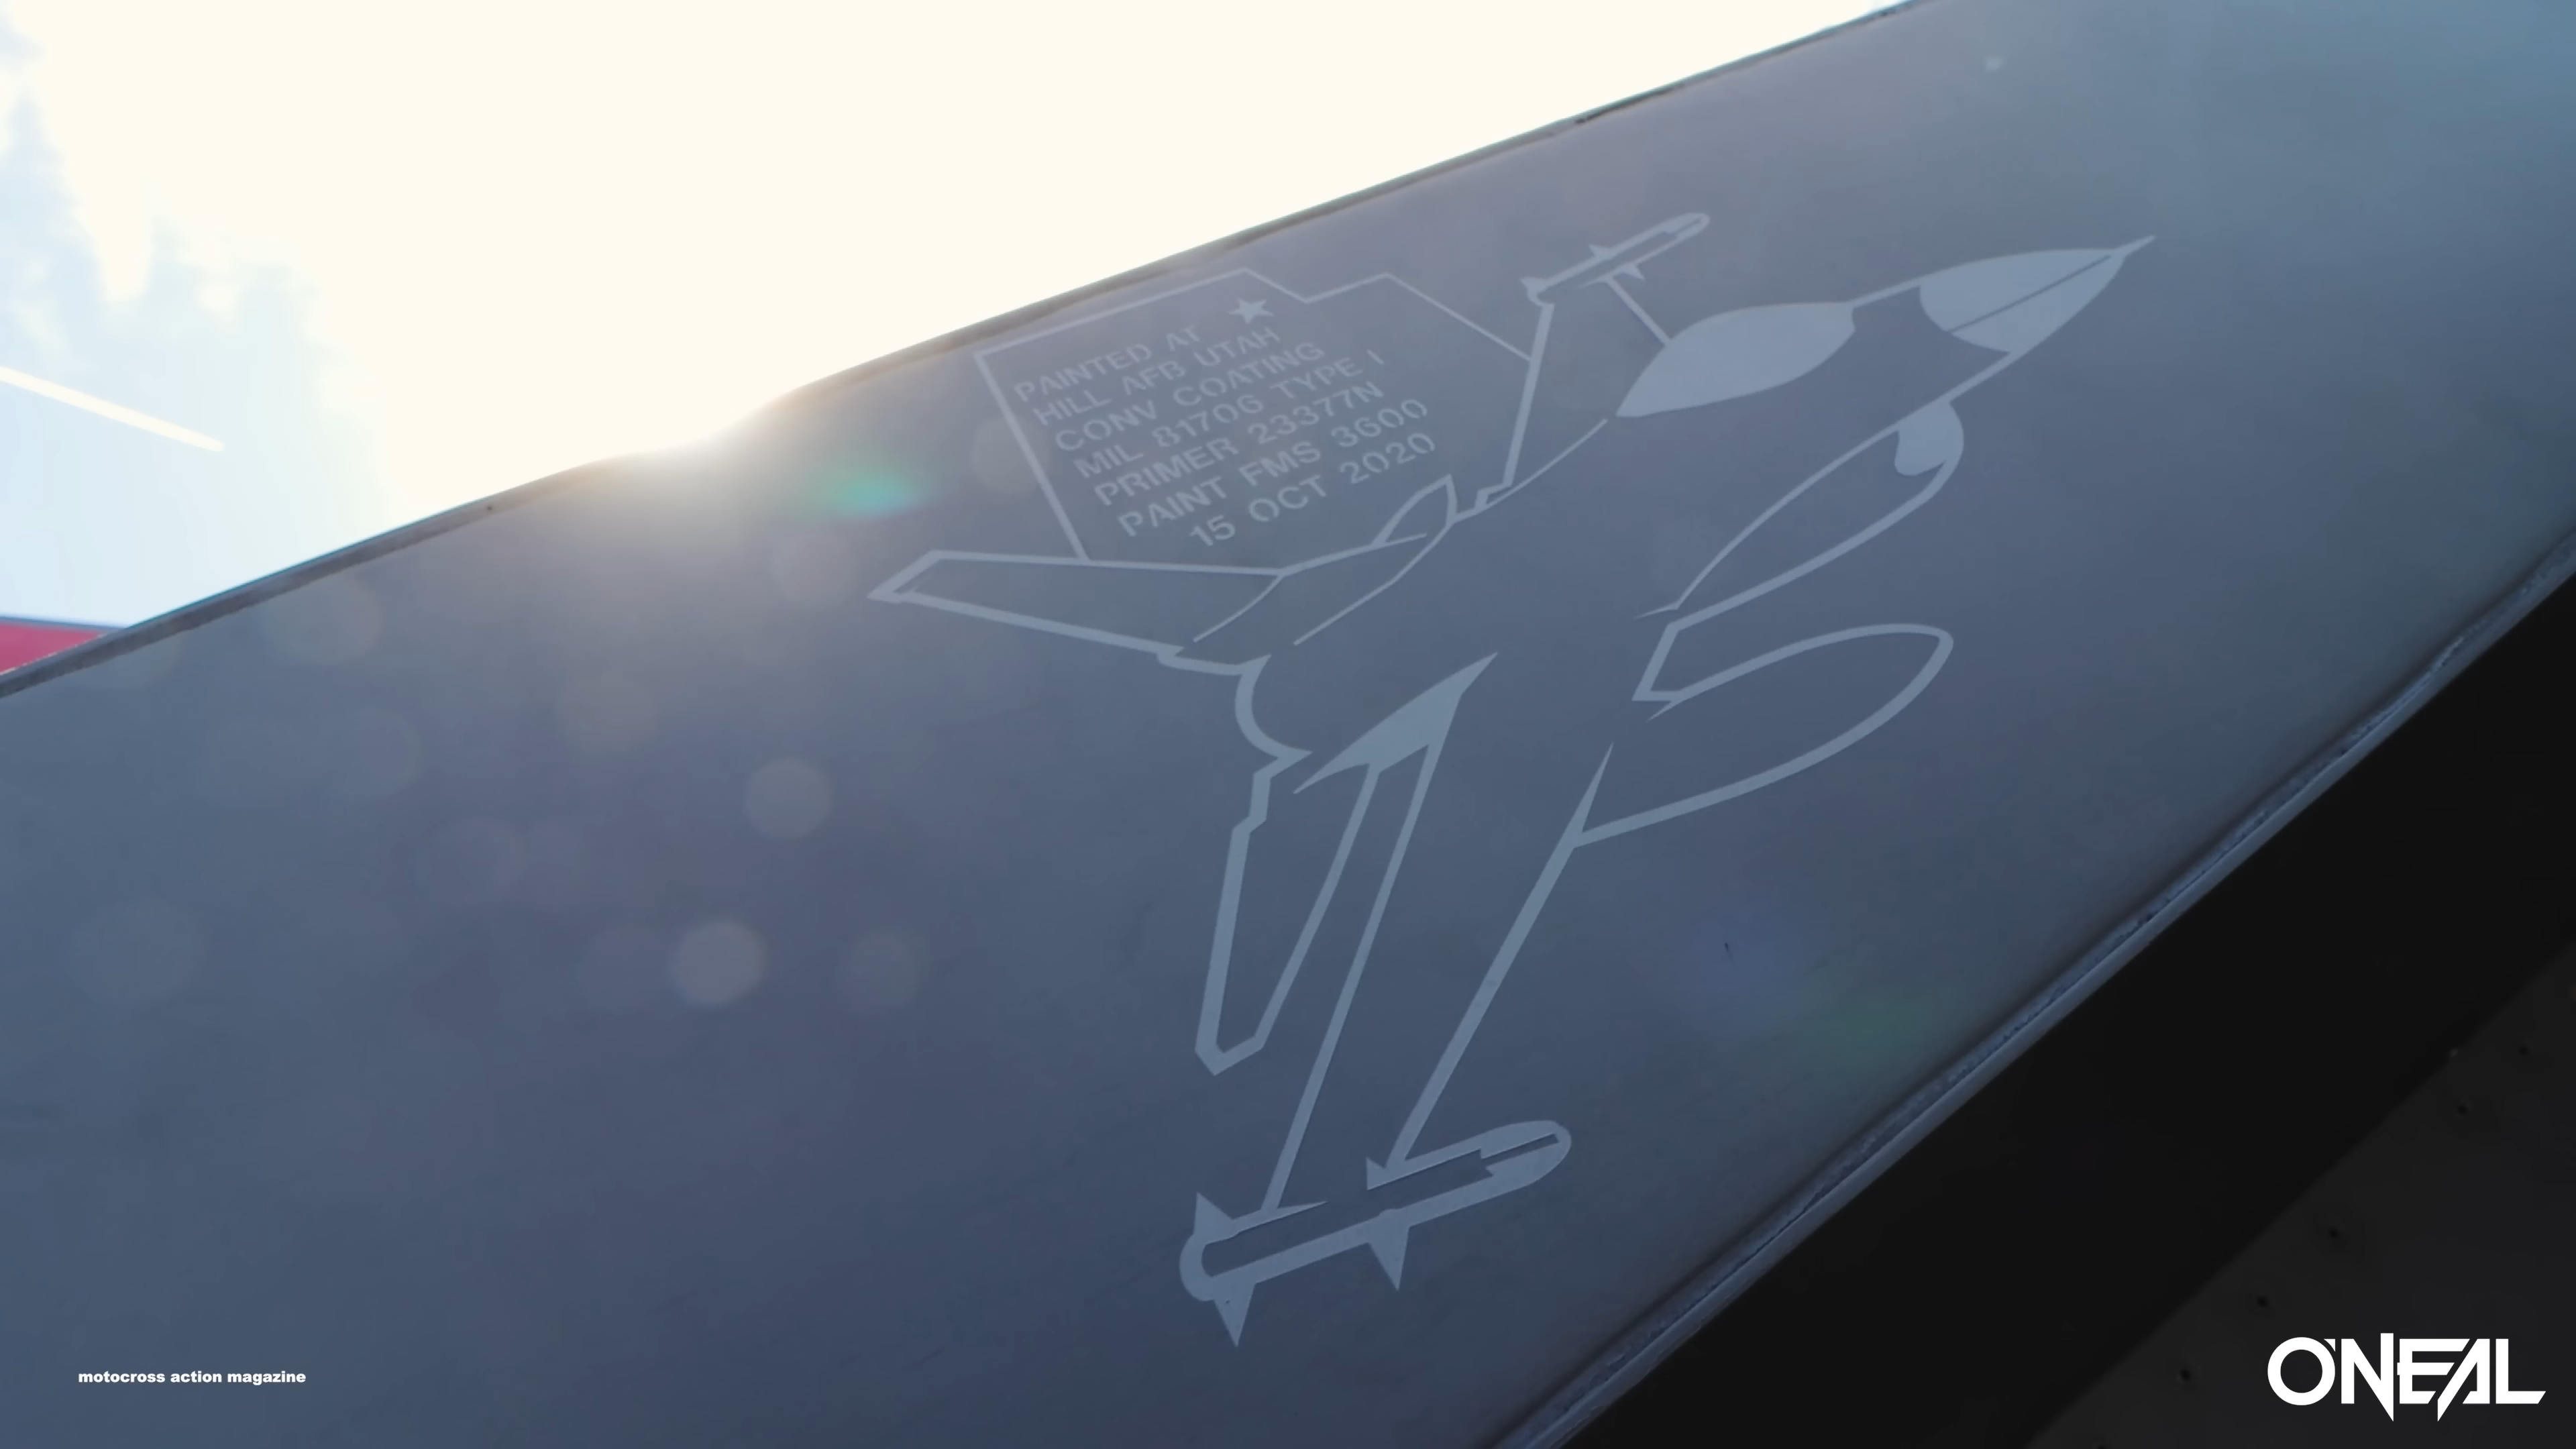 PAINTED AT
HILL AFB UTAH
CONV COATING
MIL 81706 TYPE I
PRIMER 23377N
PAINT FMS 3600
15 OCT 2020
motocross action magazine
O'NEAL